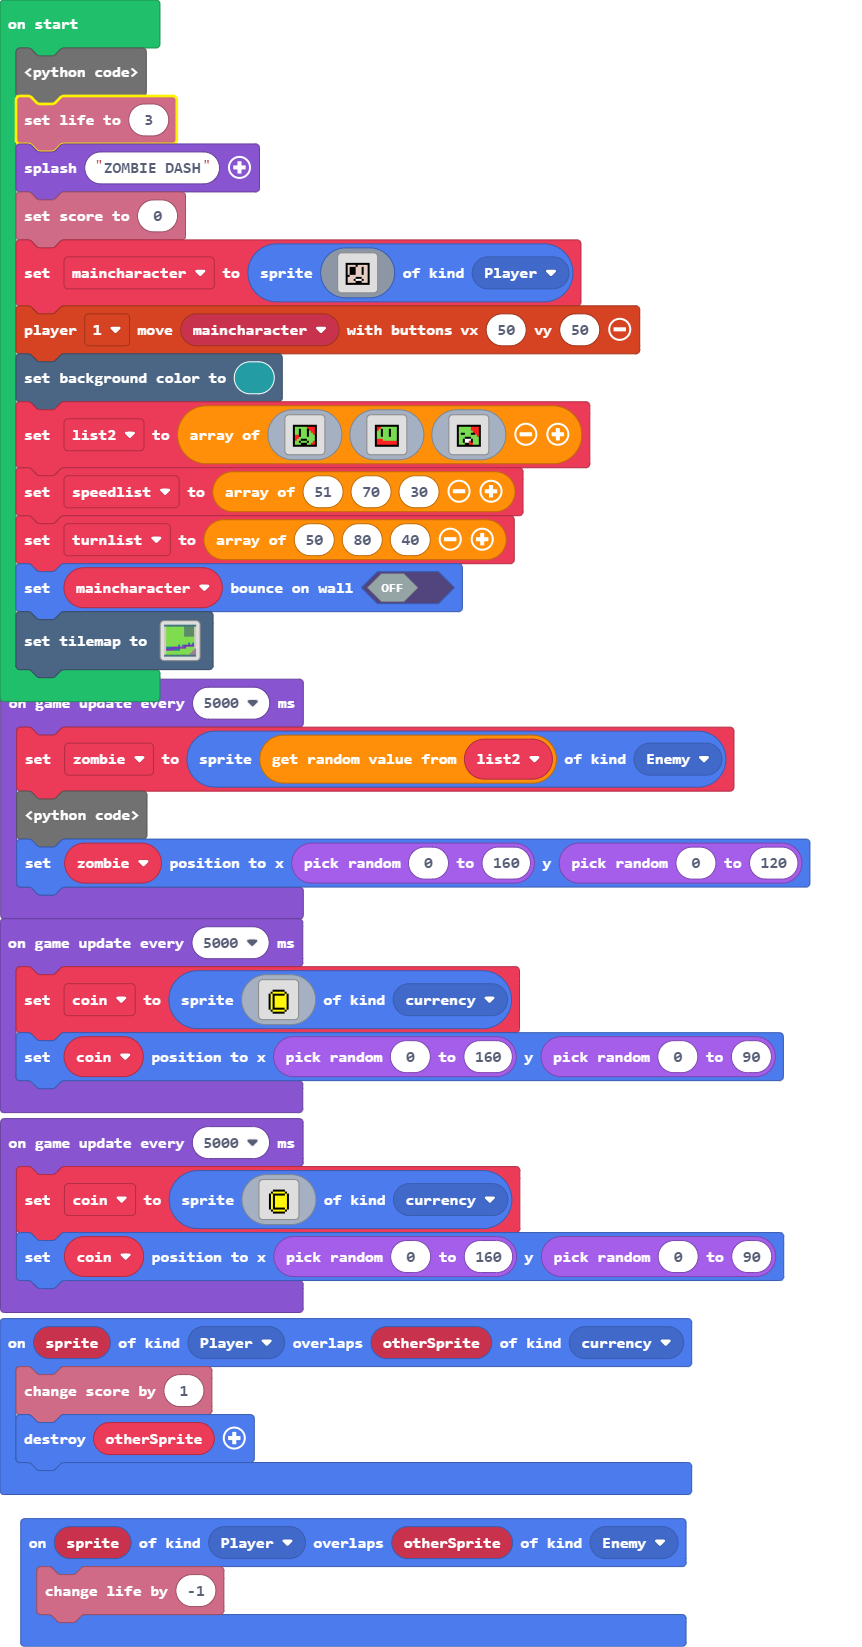 on start
<python code>
set life to 3
splash "ZOMBIE DASH"
set score to 0
set maincharacter to sprite of kind Player
player 1 move maincharacter with buttons vx 50 vy 50
set background color to
set list2 to array of
set speedlist to array of 51 70 30
set turnlist to array of 50 80 40
set maincharacter bounce on wall OFF
set tilemap to
on game update every 5000 ms
set zombie to sprite get random value from list2 of kind Enemy
<python code>
set zombie position to x pick random 0 to 160 y pick random 0 to 120
on game update every 5000 ms
set coin to sprite of kind currency
set coin position to x pick random 0 to 160 y pick random 0 to 90
on game update every 5000 ms
set coin to sprite of kind currency
set coin position to x pick random 0 to 160 y pick random 0 to 90
on sprite of kind Player overlaps otherSprite of kind currency
change score by 1
destroy otherSprite
on sprite of kind Player overlaps otherSprite of kind Enemy
change life by -1